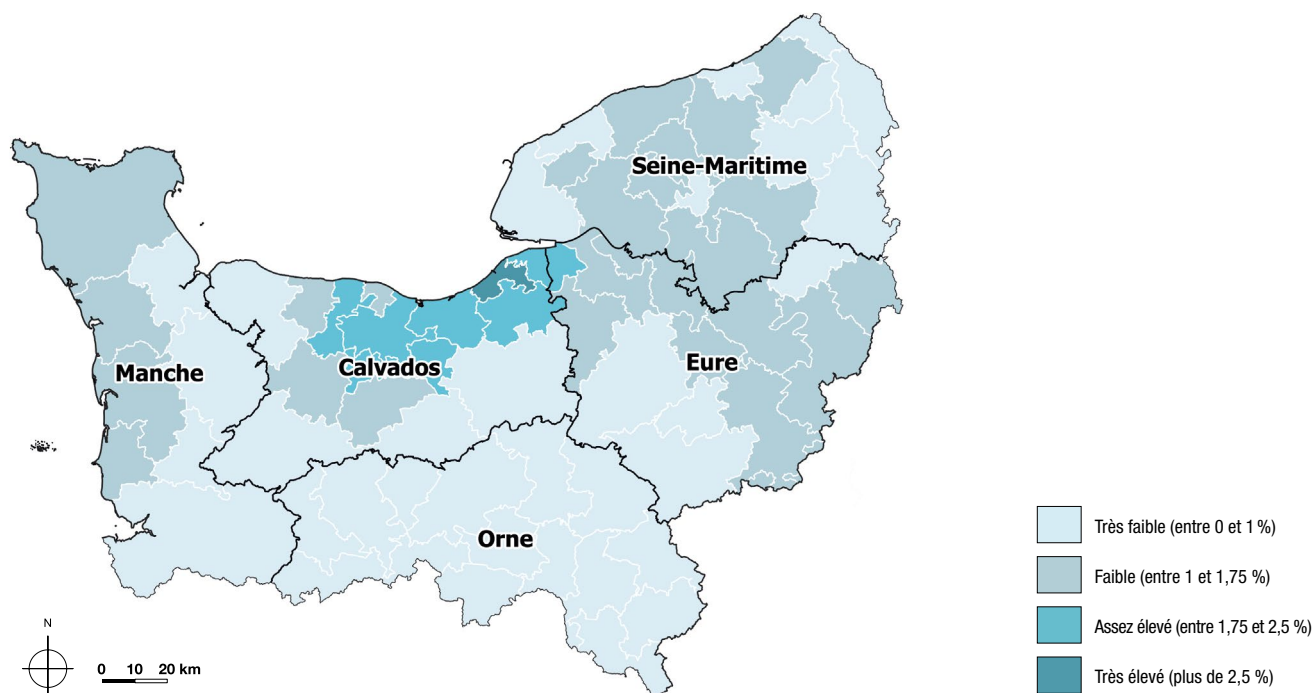 Seine-Maritime
Manche
Calvados
Eure
Orne
N
0 10 20 km
Très faible (entre 0 et 1 %)
Faible (entre 1 et 1,75 %)
Assez élevé (entre 1,75 et 2,5 %)
Très élevé (plus de 2,5 %)